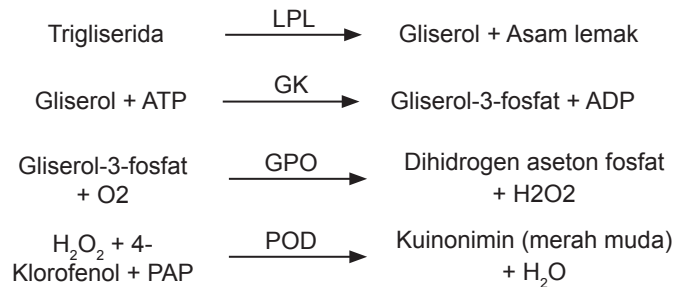 Trigliserida LPL Gliserol + Asam lemak
Gliserol + ATP GK Gliserol-3-fosfat + ADP
Gliserol-3-fosfat
+ O2
GPO
Dihidrogen aseton fosfat
+ H2O2
H₂O₂ + 4-
Klorofenol + PAP
POD
Kuinonimin (merah muda)
+ H₂O